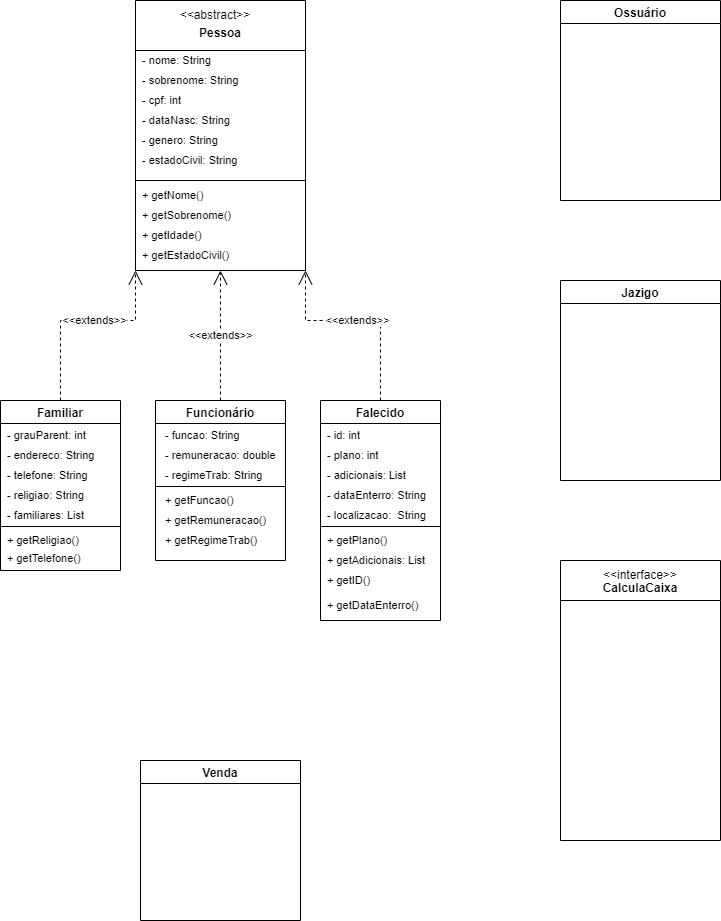 <<abstract>>
Pessoa
- nome: String
- sobrenome: String
- cpf: int
- dataNasc: String
- genero: String
- estadoCivil: String
+ getNome()
+ getSobrenome()
+ getIdade()
+ getEstadoCivil()
Ossuário
Jazigo
<<extends>>
<<extends>>
<<extends>>
Familiar
- grauParent: int
- endereco: String
- telefone: String
- religiao: String
- familiares: List
+ getReligiao()
+ getTelefone()
Funcionário
- funcao: String
- remuneracao: double
- regimeTrab: String
+ getFuncao()
+ getRemuneracao()
+ getRegimeTrab()
Falecido
- id: int
- plano: int
- adicionais: List
- dataEnterro: String
- localizacao:  String
+ getPlano()
+ getAdicionais: List
+ getID()
+ getDataEnterro()
<<interface>>
CalculaCaixa
Venda